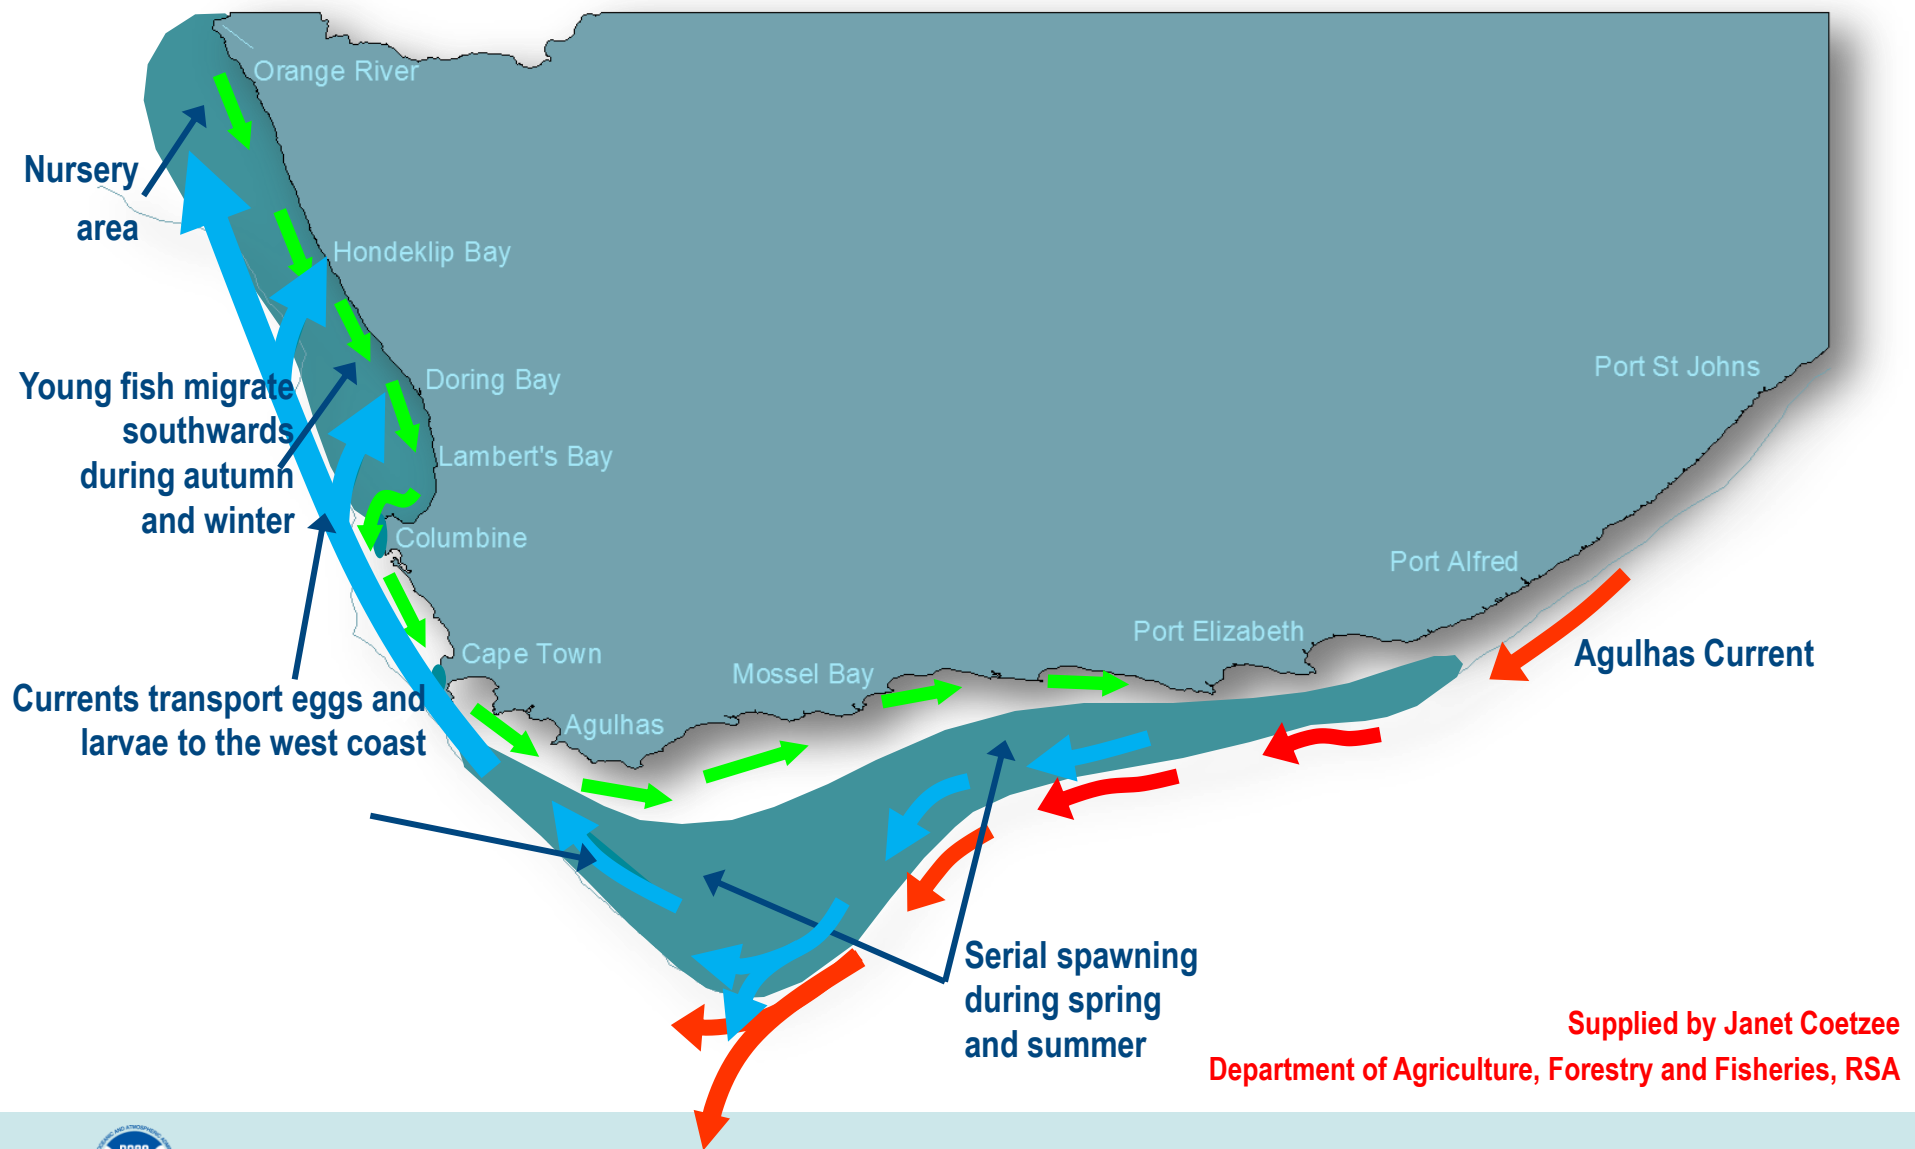 Orange River
Nursery
area
Hondeklip Bay
Port St Johns
Young fish migrate
southwards
during autumn
and winter
Doring Bay
Lambert's Bay
Columbine
Port Alfred
Port Elizabeth
Cape Town
Mossel Bay
Agulhas Current
Currents transport eggs and
larvae to the west coast
Agulhas
Serial spawning
during spring
and summer
Supplied by Janet Coetzee
Department of Agriculture, Forestry and Fisheries, RSA